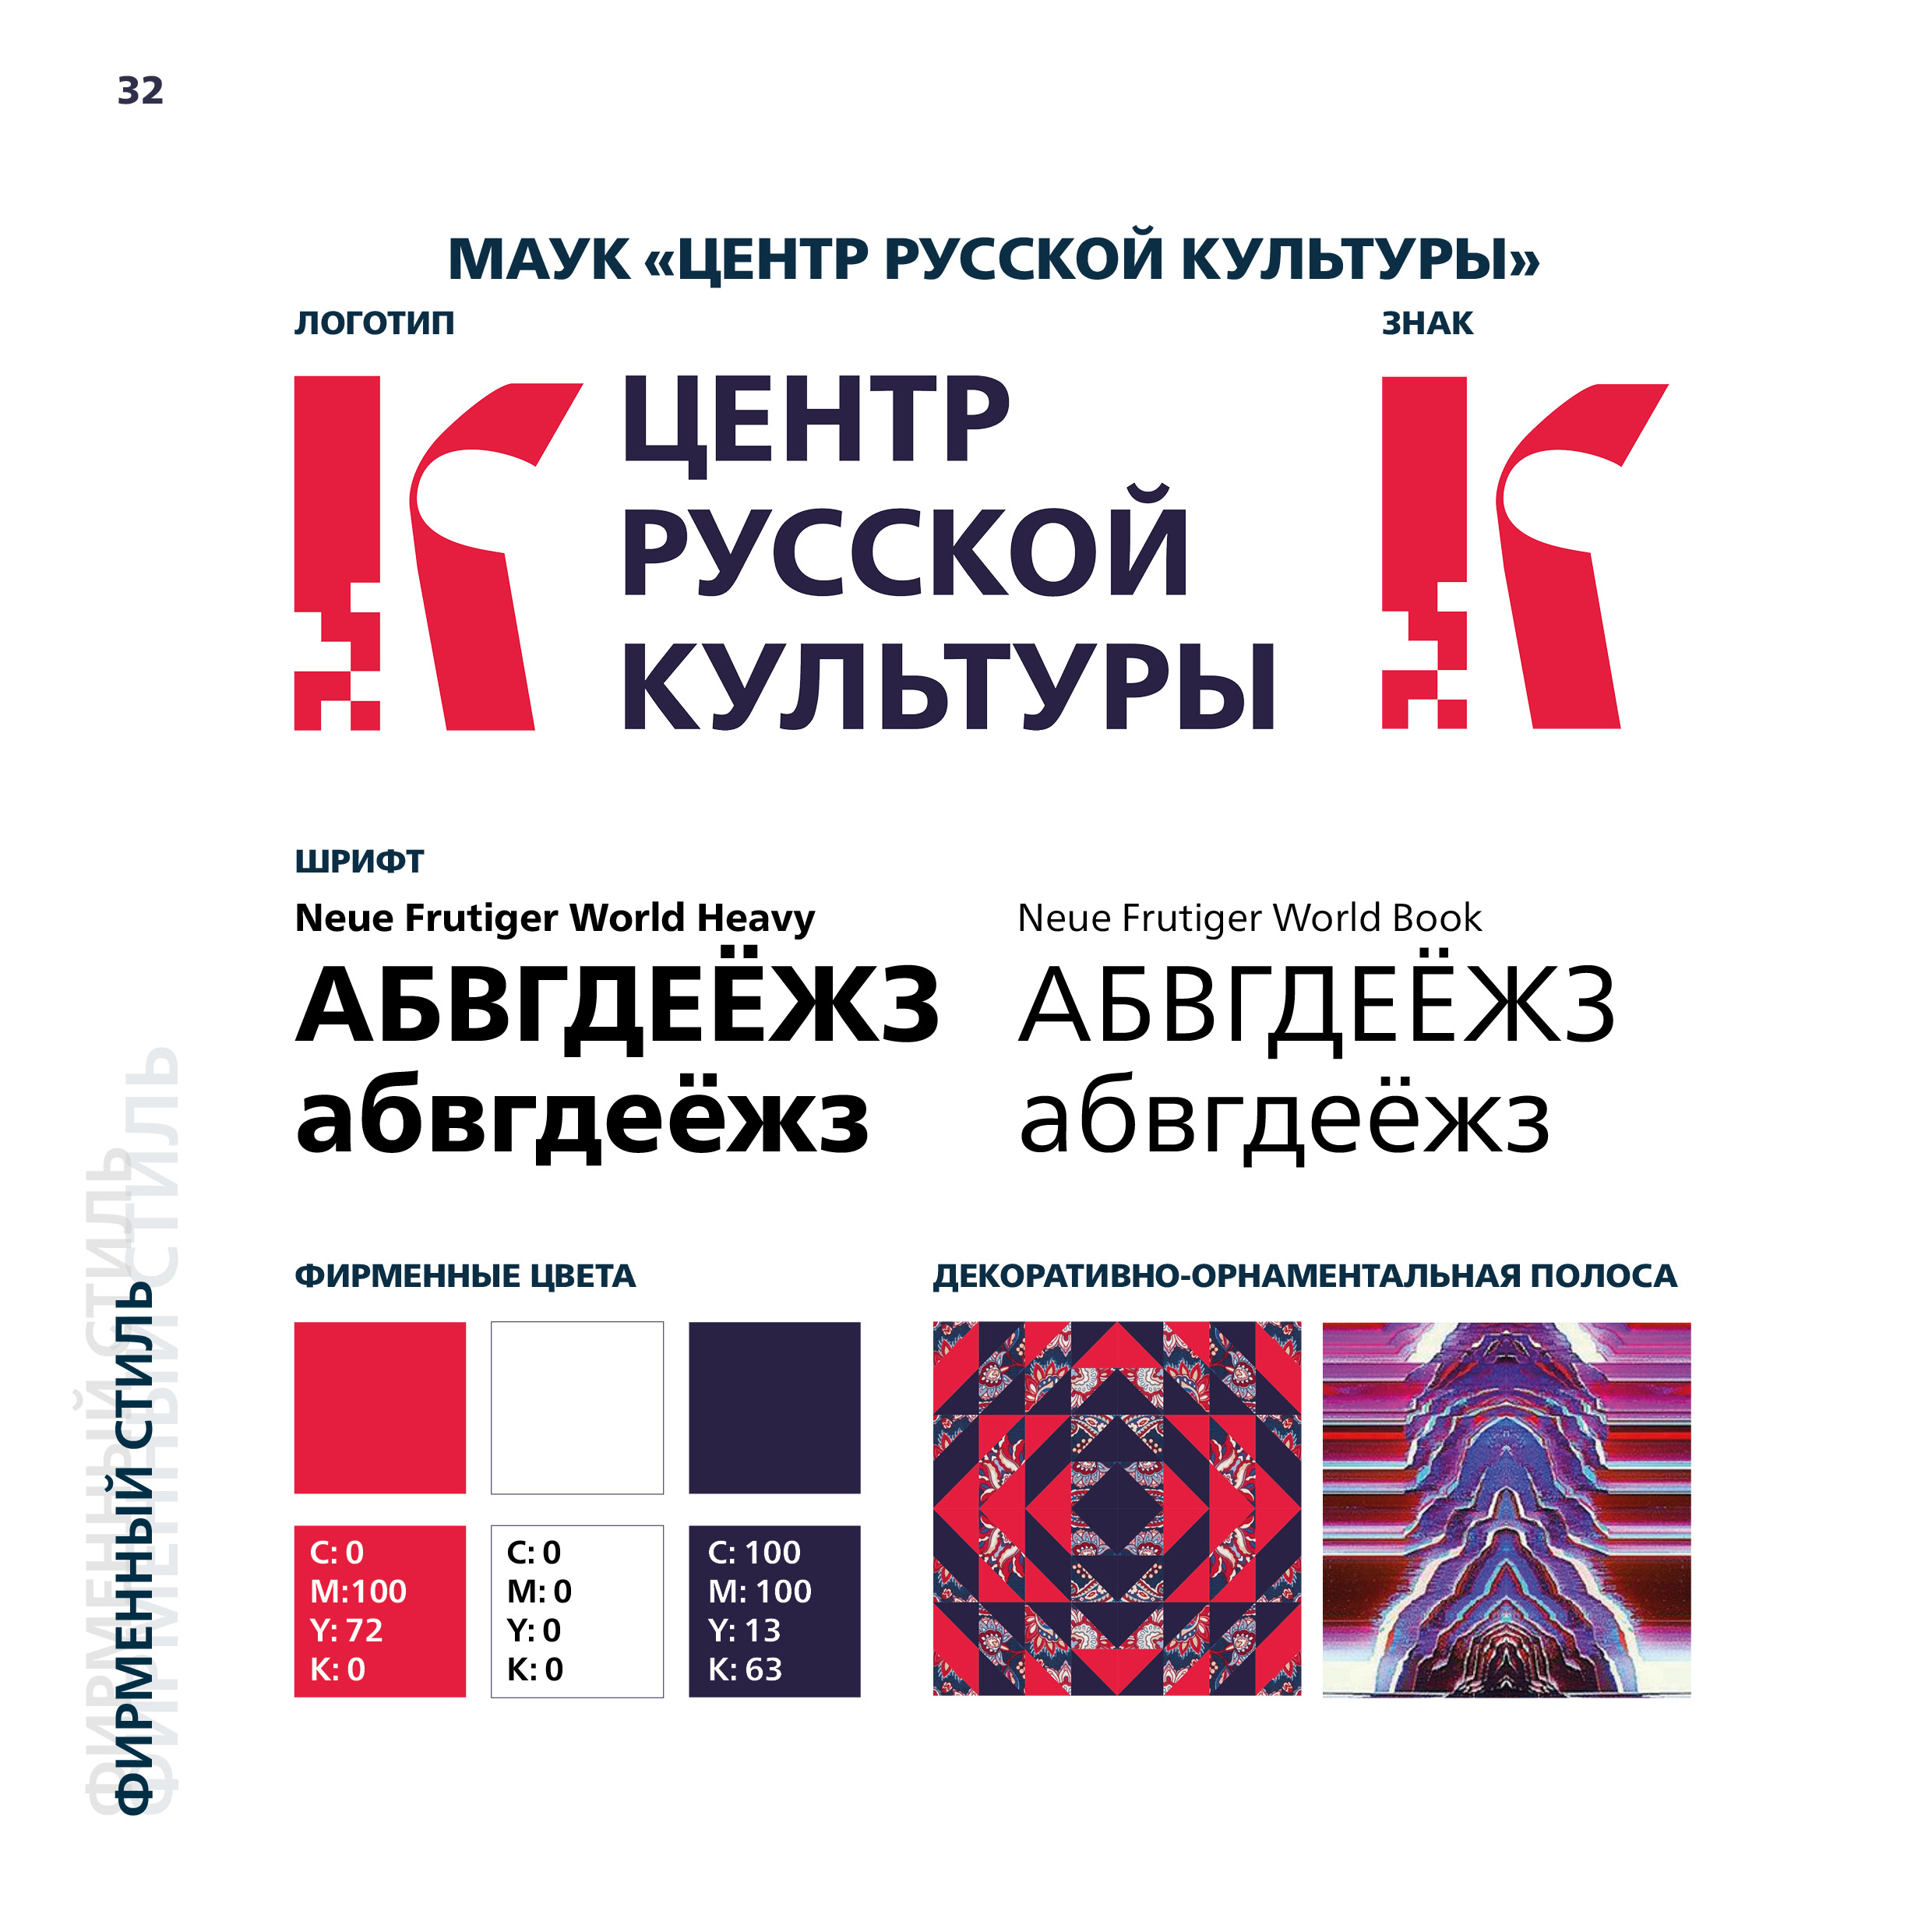 32
МАУК «ЦЕНТР РУССКОЙ КУЛЬТУРЫ»
ЛОГОТИП
ЗНАК
ЦЕНТР
РУССКОЙ
КУЛЬТУРЫ
ШРИФТ
Neue Frutiger World Heavy
АБВГДЕЁЖЗ
абвгдеёжз
Neue Frutiger World Book
АБВГДЕЁЖЗ
абвгдеёжз
ФИРМЕННЫЕ ЦВЕТА
C: 0
M:100
Y: 72
K: 0
C: 0
M: 0
Y: 0
K: 0
C: 100
M: 100
Y: 13
K: 63
ДЕКОРАТИВНО-ОРНАМЕНТАЛЬНАЯ ПОЛОСА
ФИРМЕННЫЙ СТИЛЬ
ФИРМЕННЫЙ СТИЛЬ
ФИРМЕННЫЙ СТИЛЬ